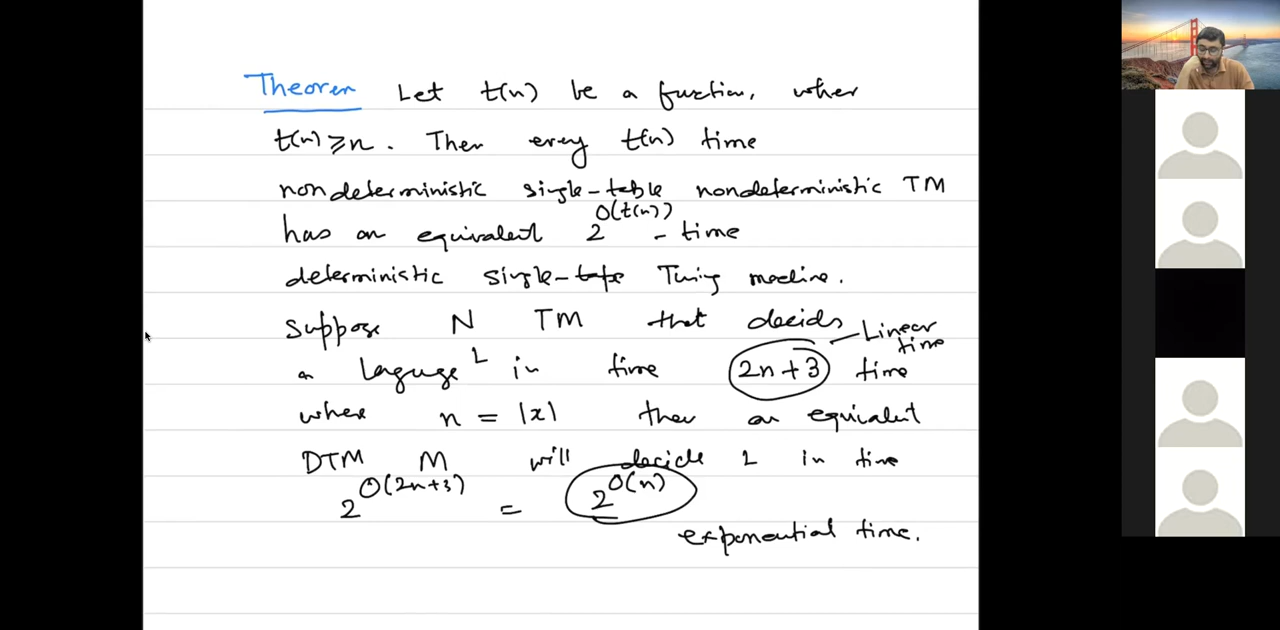 Theorem Let t(n) be a function, where
t(n) ≥ n. Then every t(n) time
nondeterministic single-table nondeterministic TM
has an equivalent 2^O(t(n)) - time
deterministic single-tape Turing machine.
Suppose N TM that decides
a language L in time 2n+3 time
Linear time
where n = |x| then an equivalent
DTM M will decide L in time
2^O(2n+3) = 2^O(n)
exponential time.